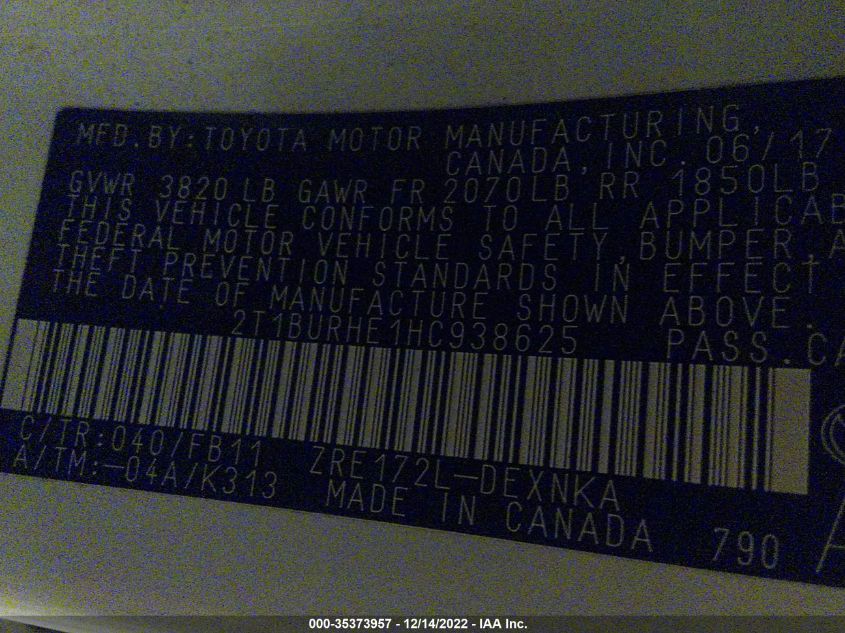 MFD.BY:TOYOTA MOTOR MANUFACTURING,
CANADA,INC. 06/17
GVWR 3820 LB GAWR FR 2070LB RR 1850LB
THIS VEHICLE CONFORMS TO ALL APPLICAB
FEDERAL MOTOR VEHICLE SAFETY,BUMPER,A
THEFT PREVENTION STANDARDS IN EFFECT
THE DATE OF MANUFACTURE SHOWN ABOVE.
2T1BURHE1HC938625 PASS.CA
C/TR:040/FB11 ZRE172L-DEXNKA
A/TM:-04A/K313 MADE IN CANADA 790
000-35373957 - 12/14/2022 - IAA Inc.